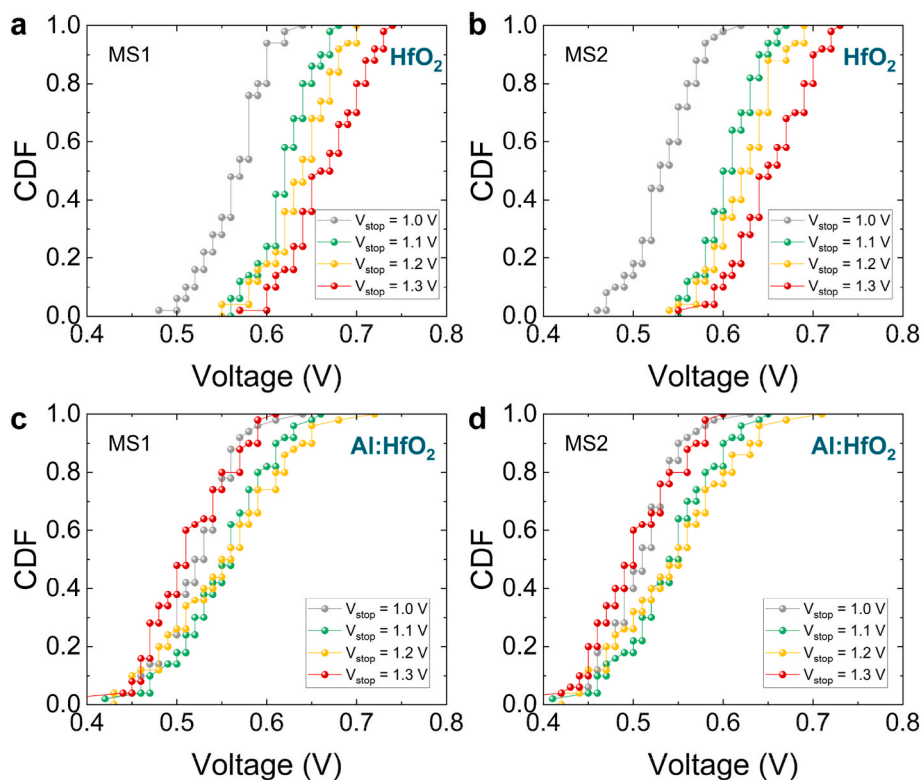 a
MS1
HfO2
CDF
1.0
0.8
0.6
0.4
0.2
0.0
Vstop = 1.0 V
Vstop = 1.1 V
Vstop = 1.2 V
Vstop = 1.3 V
0.4 0.5 0.6 0.7 0.8
Voltage (V)
b
MS2
HfO2
CDF
1.0
0.8
0.6
0.4
0.2
0.0
Vstop = 1.0 V
Vstop = 1.1 V
Vstop = 1.2 V
Vstop = 1.3 V
0.4 0.5 0.6 0.7 0.8
Voltage (V)
c
MS1
Al:HfO2
CDF
1.0
0.8
0.6
0.4
0.2
0.0
Vstop = 1.0 V
Vstop = 1.1 V
Vstop = 1.2 V
Vstop = 1.3 V
0.4 0.5 0.6 0.7 0.8
Voltage (V)
d
MS2
Al:HfO2
CDF
1.0
0.8
0.6
0.4
0.2
0.0
Vstop = 1.0 V
Vstop = 1.1 V
Vstop = 1.2 V
Vstop = 1.3 V
0.4 0.5 0.6 0.7 0.8
Voltage (V)